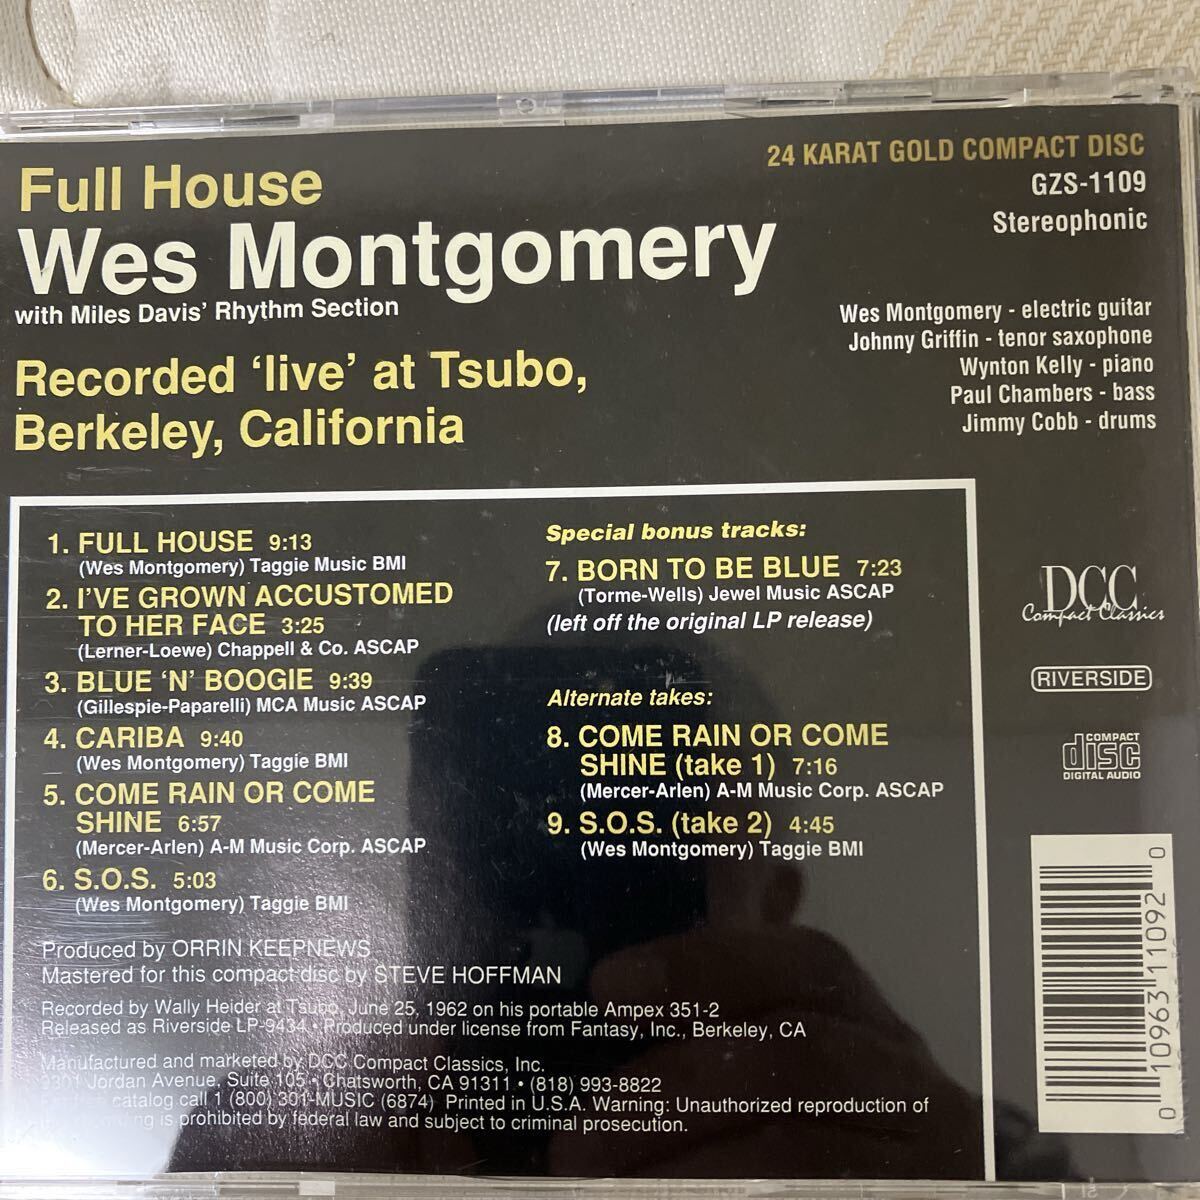 Full House
Wes Montgomery
with Miles Davis' Rhythm Section
Recorded 'live' at Tsubo,
Berkeley, California
24 KARAT GOLD COMPACT DISC
GZS-1109
Stereophonic
Wes Montgomery - electric guitar
Johnny Griffin - tenor saxophone
Wynton Kelly - piano
Paul Chambers - bass
Jimmy Cobb - drums
1. FULL HOUSE 9:13
(Wes Montgomery) Taggie Music BMI
2. I'VE GROWN ACCUSTOMED
TO HER FACE 3:25
(Lerner-Loewe) Chappell & Co. ASCAP
3. BLUE 'N' BOOGIE 9:39
(Gillespie-Paparelli) MCA Music ASCAP
4. CARIBA 9:40
(Wes Montgomery) Taggie BMI
5. COME RAIN OR COME
SHINE 6:57
(Mercer-Arlen) A-M Music Corp. ASCAP
6. S.O.S. 5:03
(Wes Montgomery) Taggie BMI
Special bonus tracks:
7. BORN TO BE BLUE 7:23
(Torme-Wells) Jewel Music ASCAP
(left off the original LP release)
Alternate takes:
8. COME RAIN OR COME
SHINE (take 1) 7:16
(Mercer-Arlen) A-M Music Corp. ASCAP
9. S.O.S. (take 2) 4:45
(Wes Montgomery) Taggie BMI
Produced by ORRIN KEEPNEWS
Mastered for this compact disc by STEVE HOFFMAN
Recorded by Wally Heider at Tsubo, June 25, 1962 on his portable Ampex 351-2
Released as Riverside LP-9434 • Produced under license from Fantasy, Inc., Berkeley, CA
Manufactured and marketed by DCC Compact Classics, Inc.
9301 Jordan Avenue, Suite 105 • Chatsworth, CA 91311 • (818) 993-8822
catalog call 1 (800) 301-MUSIC (6874) Printed in U.S.A. Warning: Unauthorized reproduction of
is prohibited by federal law and subject to criminal prosecution.
DCC
Compact Classics
RIVERSIDE
COMPACT
disc
DIGITAL AUDIO
0 10963 11092 0